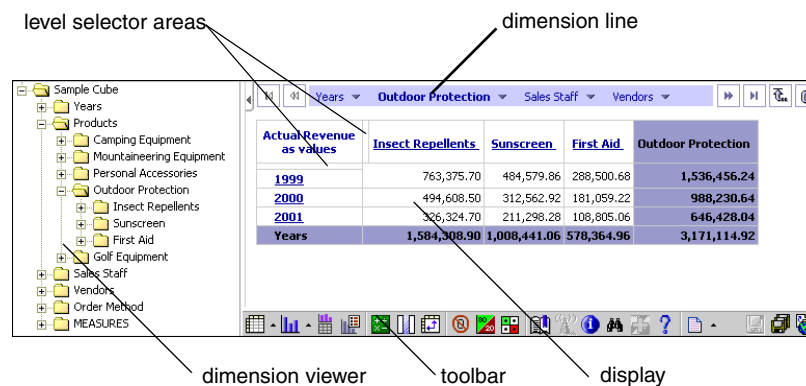 level selector areas
dimension line
Sample Cube
Years
Products
Camping Equipment
Mountaineering Equipment
Personal Accessories
Outdoor Protection
Insect Repellents
Sunscreen
First Aid
Golf Equipment
Sales Staff
Vendors
Order Method
MEASURES
Years Outdoor Protection Sales Staff Vendors
Actual Revenue as values Insect Repellents Sunscreen First Aid Outdoor Protection
1999 763,375.70 484,579.86 288,500.68 1,536,456.24
2000 494,608.50 312,562.92 181,059.22 988,230.64
2001 326,324.70 211,298.28 108,805.06 646,428.04
Years 1,584,308.90 1,008,441.06 578,364.96 3,171,114.92
dimension viewer
toolbar
display